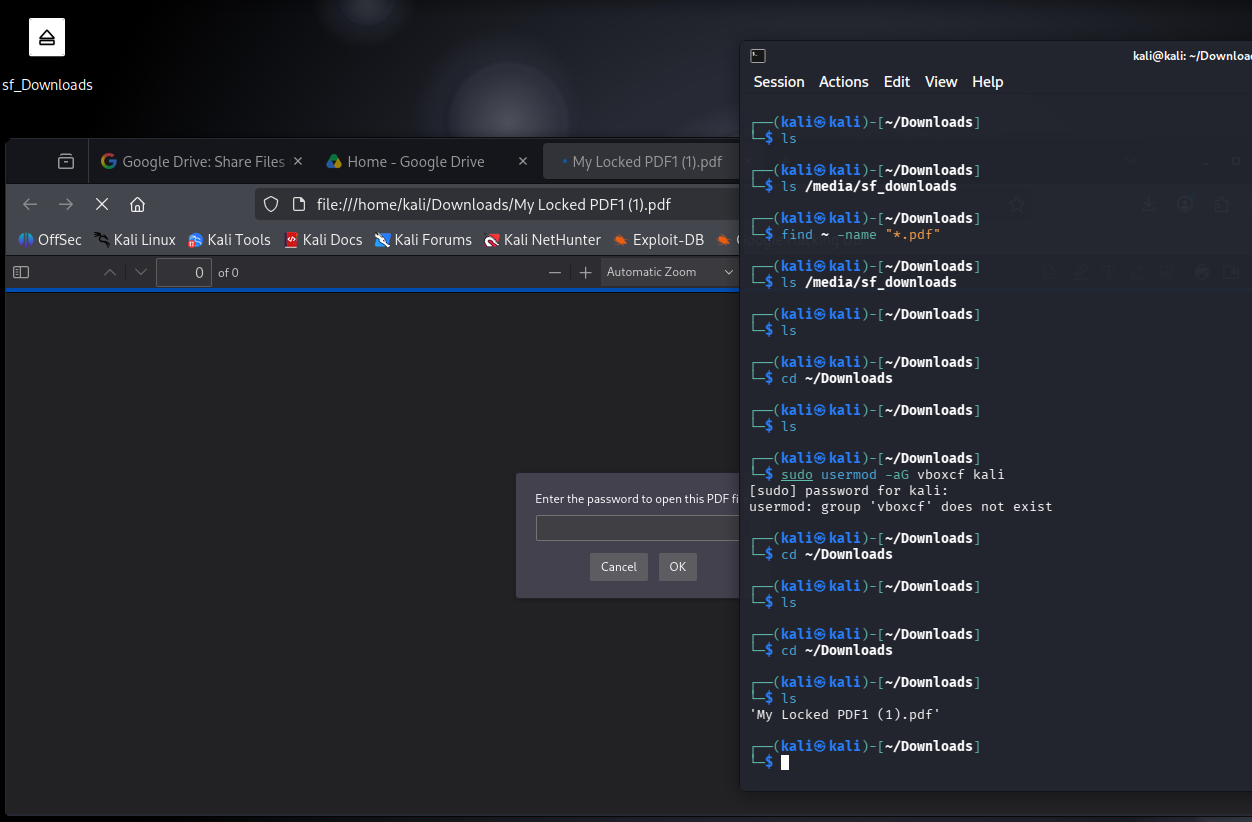 sf_Downloads
Google Drive: Share Files
Home - Google Drive
My Locked PDF1 (1).pdf
file:///home/kali/Downloads/My Locked PDF1 (1).pdf
OffSec
Kali Linux
Kali Tools
Kali Docs
Kali Forums
Kali NetHunter
Exploit-DB
0
of 0
Automatic Zoom
Enter the password to open this PDF fi
Cancel
OK
kali@kali: ~/Downloa
Session Actions Edit View Help
┌──(kali㉿kali)-[~/Downloads]
└─$ ls
┌──(kali㉿kali)-[~/Downloads]
└─$ ls /media/sf_downloads
┌──(kali㉿kali)-[~/Downloads]
└─$ find ~ -name "*.pdf"
┌──(kali㉿kali)-[~/Downloads]
└─$ ls /media/sf_downloads
┌──(kali㉿kali)-[~/Downloads]
└─$ ls
┌──(kali㉿kali)-[~/Downloads]
└─$ cd ~/Downloads
┌──(kali㉿kali)-[~/Downloads]
└─$ ls
┌──(kali㉿kali)-[~/Downloads]
└─$ sudo usermod -aG vboxcf kali
[sudo] password for kali:
usermod: group 'vboxcf' does not exist
┌──(kali㉿kali)-[~/Downloads]
└─$ cd ~/Downloads
┌──(kali㉿kali)-[~/Downloads]
└─$ ls
┌──(kali㉿kali)-[~/Downloads]
└─$ cd ~/Downloads
┌──(kali㉿kali)-[~/Downloads]
└─$ ls
'My Locked PDF1 (1).pdf'
┌──(kali㉿kali)-[~/Downloads]
└─$